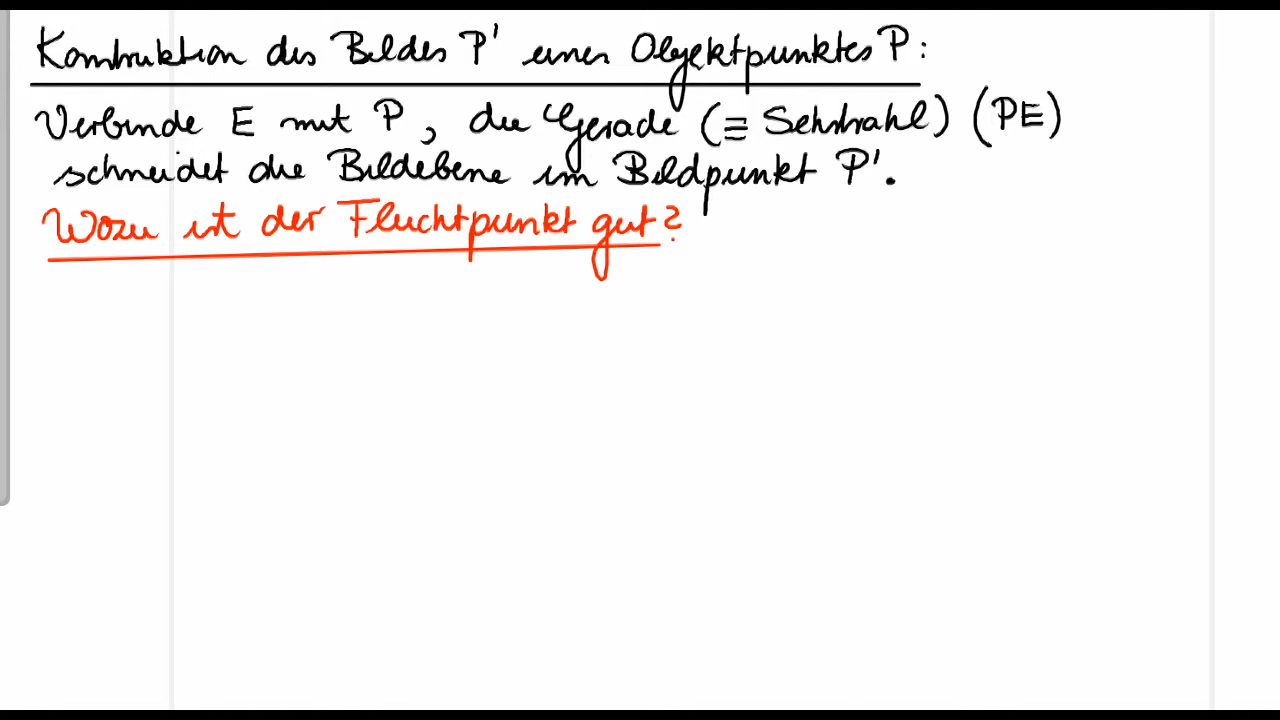 Konstruktion des Bildes P' eines Objektpunktes P:
Verbinde E mit P, die Gerade (≡ Sehstrahl) (PE)
schneidet die Bildebene im Bildpunkt P'.
Wozu ist der Fluchtpunkt gut?